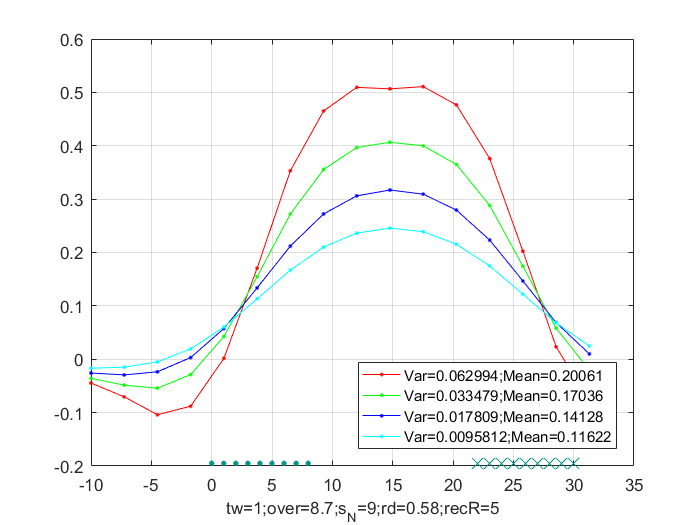 0.6
0.5
0.4
0.3
0.2
0.1
0
-0.1
-0.2
Var=0.062994;Mean=0.20061
Var=0.033479;Mean=0.17036
Var=0.017809;Mean=0.14128
Var=0.0095812;Mean=0.11622
-10 -5 0 5 10 15 20 25 30 35
tw=1;over=8.7;s_N=9;rd=0.58;recR=5